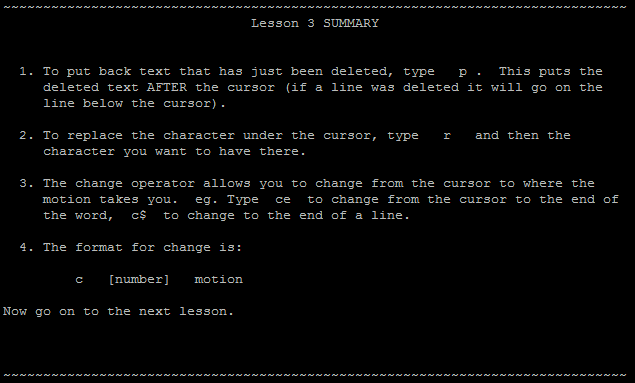 ~~~~~~~~~~~~~~~~~~~~~~~~~~~~~~~~~~~~~~~~~~~~~~~~~~~~~~~~~~~~~~~~~~~~~~~~~~~~~~
Lesson 3 SUMMARY
1. To put back text that has just been deleted, type   p .  This puts the
deleted text AFTER the cursor (if a line was deleted it will go on the
line below the cursor).
2. To replace the character under the cursor, type   r   and then the
character you want to have there.
3. The change operator allows you to change from the cursor to where the
motion takes you.  eg. Type  ce  to change from the cursor to the end of
the word,  c$  to change to the end of a line.
4. The format for change is:
c   [number]   motion
Now go on to the next lesson.
~~~~~~~~~~~~~~~~~~~~~~~~~~~~~~~~~~~~~~~~~~~~~~~~~~~~~~~~~~~~~~~~~~~~~~~~~~~~~~